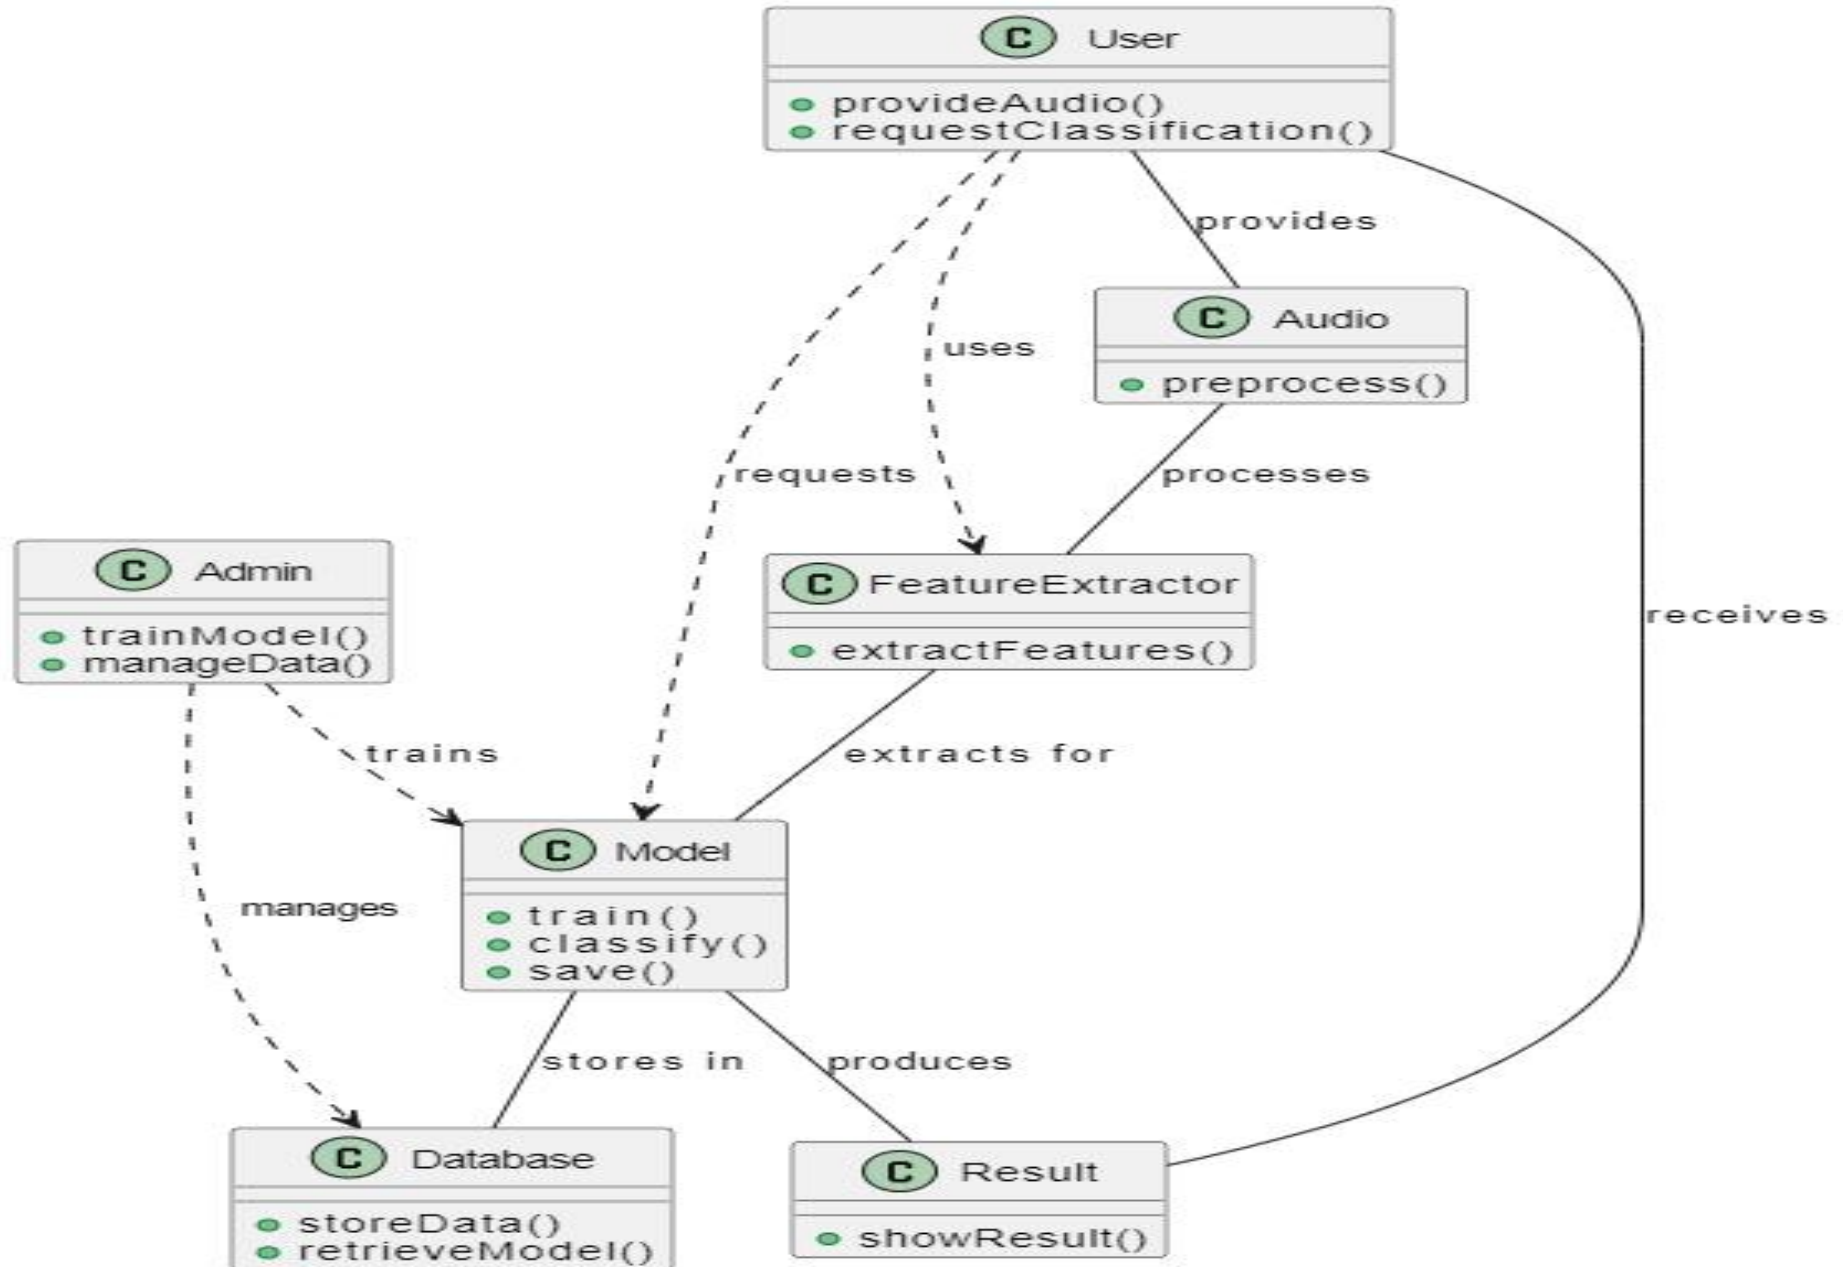 C User
provideAudio()
requestClassification()
provides
C Audio
preprocess()
uses
requests
processes
C Admin
trainModel()
manageData()
C FeatureExtractor
extractFeatures()
receives
trains
extracts for
C Model
train()
classify()
save()
manages
stores in
produces
C Database
storeData()
retrieveModel()
C Result
showResult()